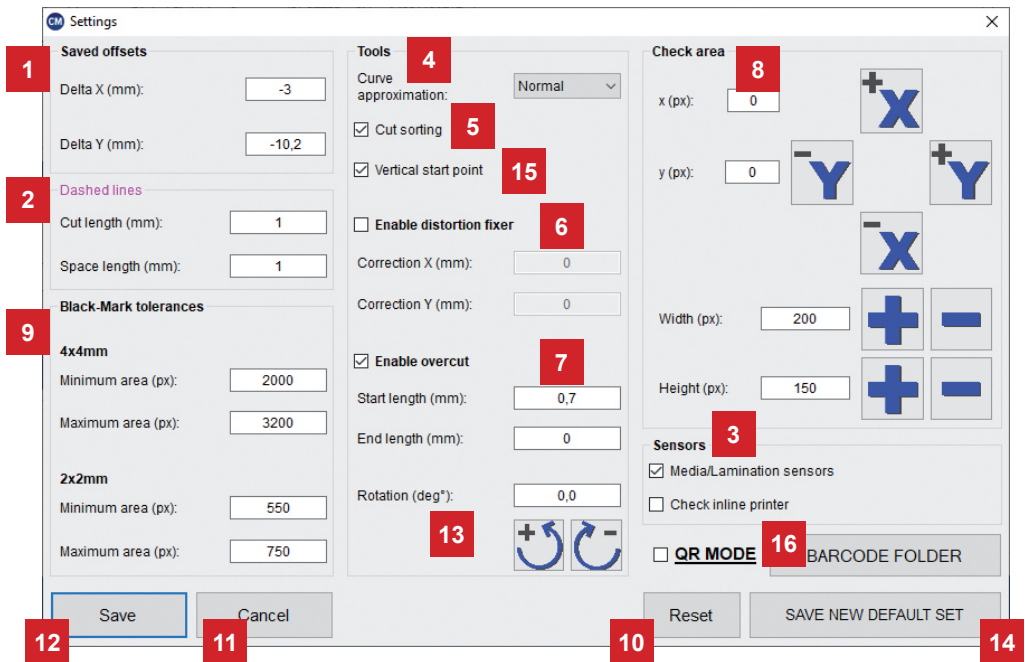 CM Settings
1
Saved offsets
Delta X (mm): -3
Delta Y (mm): -10,2
2
Dashed lines
Cut length (mm): 1
Space length (mm): 1
9
Black-Mark tolerances
4x4mm
Minimum area (px): 2000
Maximum area (px): 3200
2x2mm
Minimum area (px): 550
Maximum area (px): 750
Tools
4
Curve
approximation: Normal
Cut sorting
5
Vertical start point
15
Enable distortion fixer
6
Correction X (mm): 0
Correction Y (mm): 0
Enable overcut
7
Start length (mm): 0,7
End length (mm): 0
Rotation (deg°): 0,0
13
+ -
Check area
8
x (px): 0
+X
y (px): 0
-Y +Y
-X
Width (px): 200 + -
Height (px): 150 + -
Sensors
3
Media/Lamination sensors
Check inline printer
QR MODE
16
BARCODE FOLDER
Save
12
Cancel
11
Reset
10
SAVE NEW DEFAULT SET
14